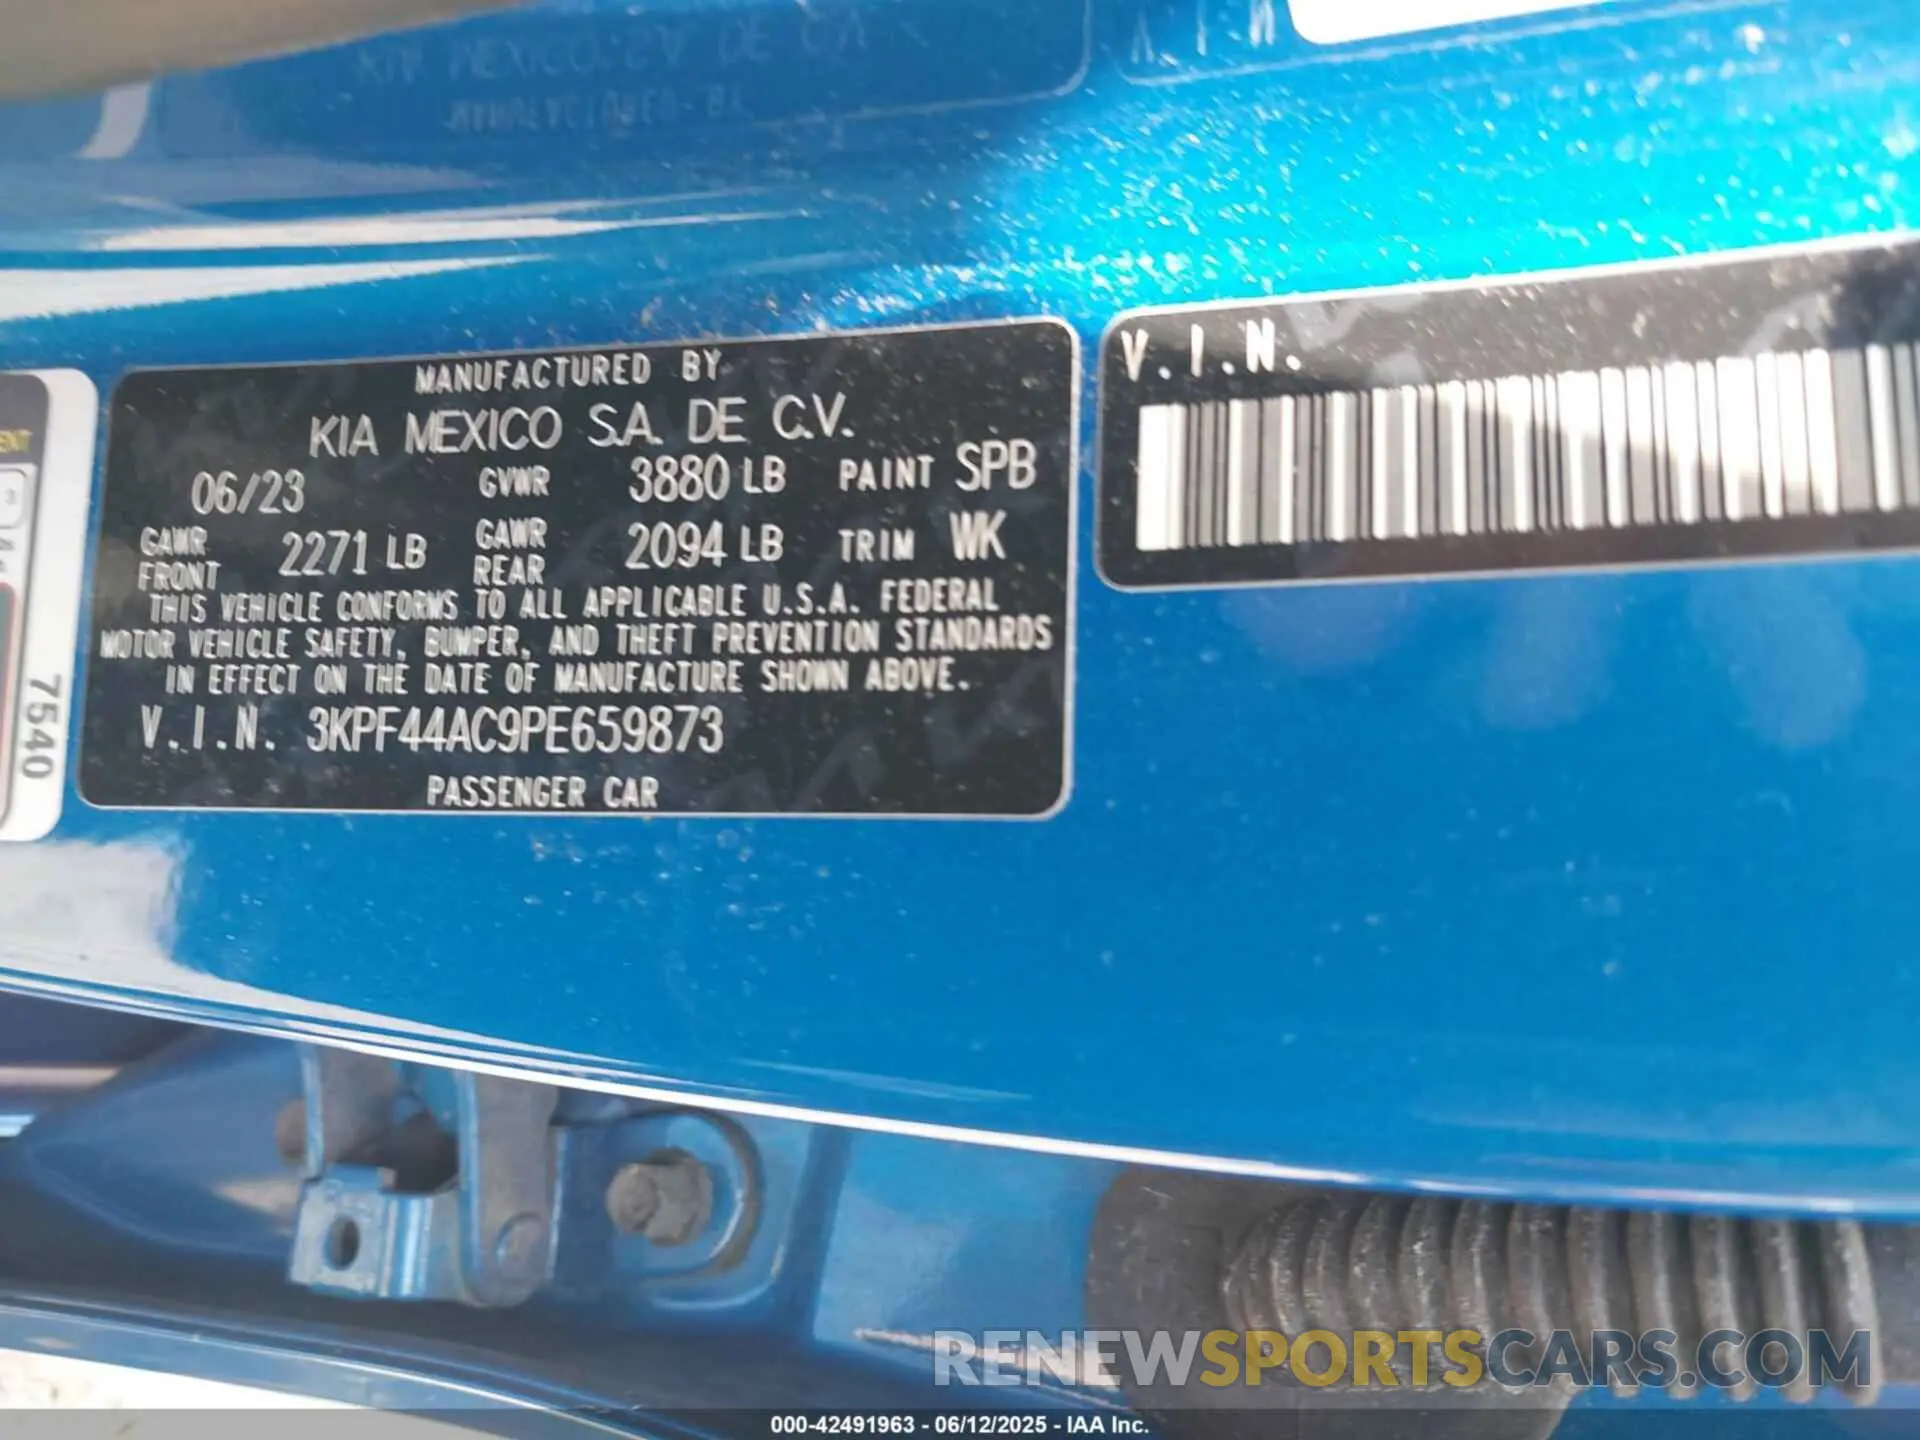 MANUFACTURED BY
KIA MEXICO S.A. DE C.V.
06/23 GVWR 3880 LB PAINT SPB
GAWR FRONT 2271 LB GAWR REAR 2094 LB TRIM WK
THIS VEHICLE CONFORMS TO ALL APPLICABLE U.S.A. FEDERAL
MOTOR VEHICLE SAFETY, BUMPER, AND THEFT PREVENTION STANDARDS
IN EFFECT ON THE DATE OF MANUFACTURE SHOWN ABOVE.
V.I.N. 3KPF44AC9PE659873
PASSENGER CAR
V.I.N.
7540
RENEWSPORTSCARS.COM
000-42491963 - 06/12/2025 - IAA Inc.